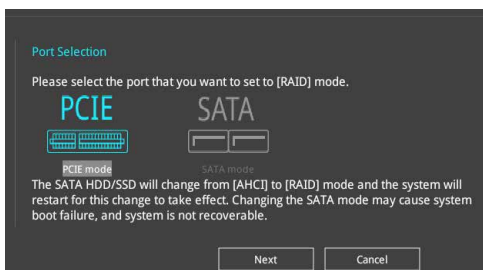 Port Selection
Please select the port that you want to set to [RAID] mode.
PCIE SATA
PCIE mode SATA mode
The SATA HDD/SSD will change from [AHCI] to [RAID] mode and the system will
restart for this change to take effect. Changing the SATA mode may cause system
boot failure, and system is not recoverable.
Next Cancel